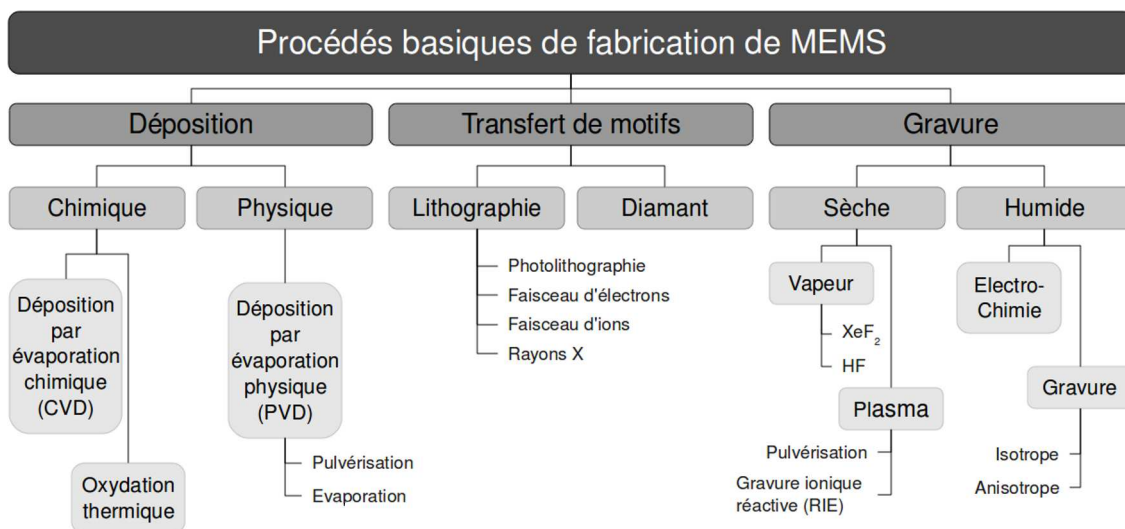 Procédés basiques de fabrication de MEMS
Déposition
Transfert de motifs
Gravure
Chimique
Physique
Lithographie
Diamant
Sèche
Humide
Déposition
par
évaporation
chimique
(CVD)
Oxydation
thermique
Déposition
par
évaporation
physique
(PVD)
Pulvérisation
Evaporation
Photolithographie
Faisceau d'électrons
Faisceau d'ions
Rayons X
Vapeur
XeF₂
HF
Plasma
Pulvérisation
Gravure ionique
réactive (RIE)
Electro-
Chimie
Gravure
Isotrope
Anisotrope